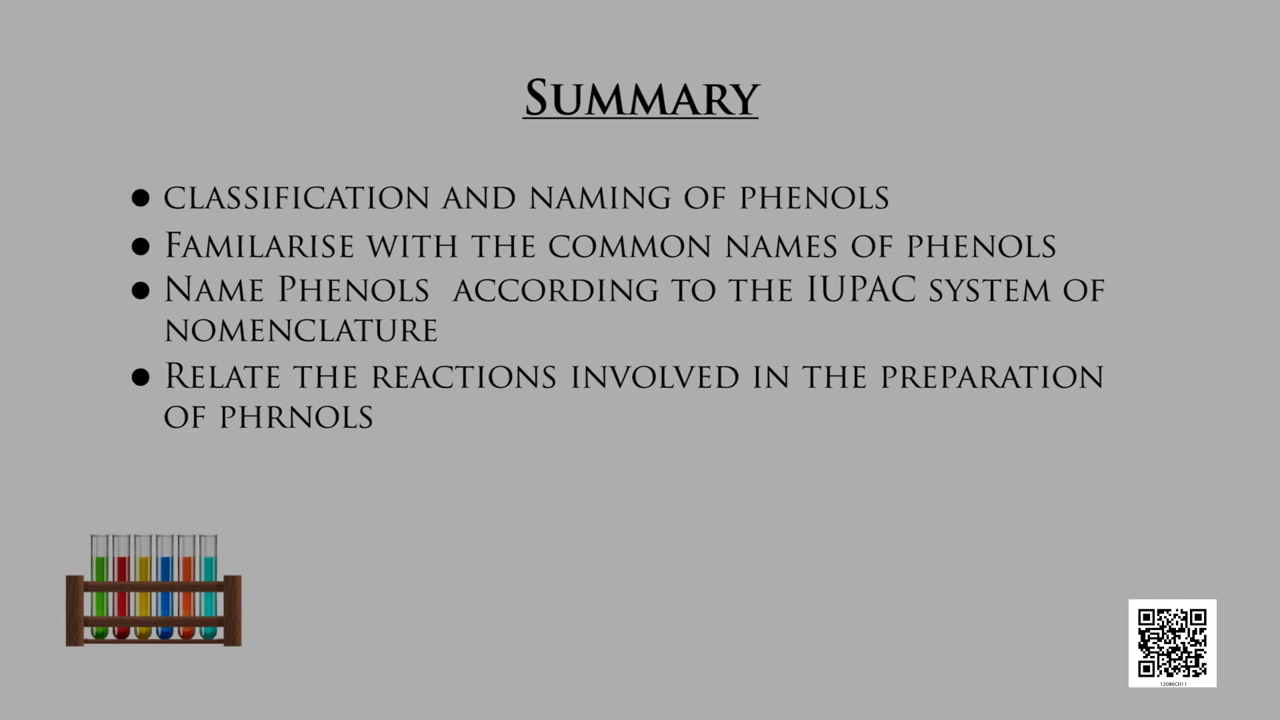 SUMMARY
● CLASSIFICATION AND NAMING OF PHENOLS
● FAMILARISE WITH THE COMMON NAMES OF PHENOLS
● NAME PHENOLS ACCORDING TO THE IUPAC SYSTEM OF
NOMENCLATURE
● RELATE THE REACTIONS INVOLVED IN THE PREPARATION
OF PHRNOLS
12086CH11